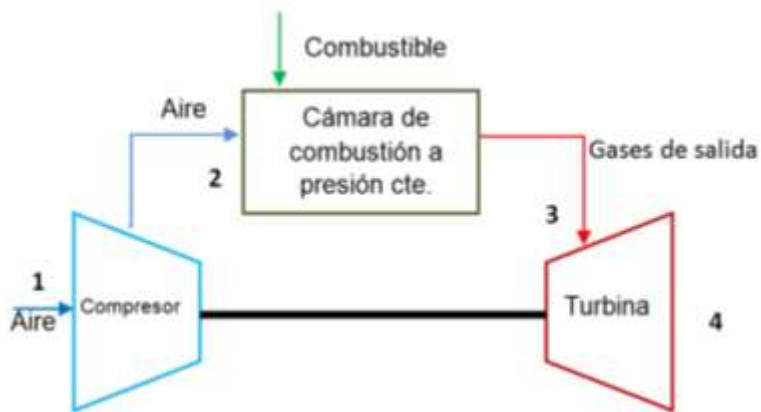 Combustible
Aire
Cámara de
combustión a
presión cte.
Gases de salida
2
3
1
Aire
Compresor
Turbina
4